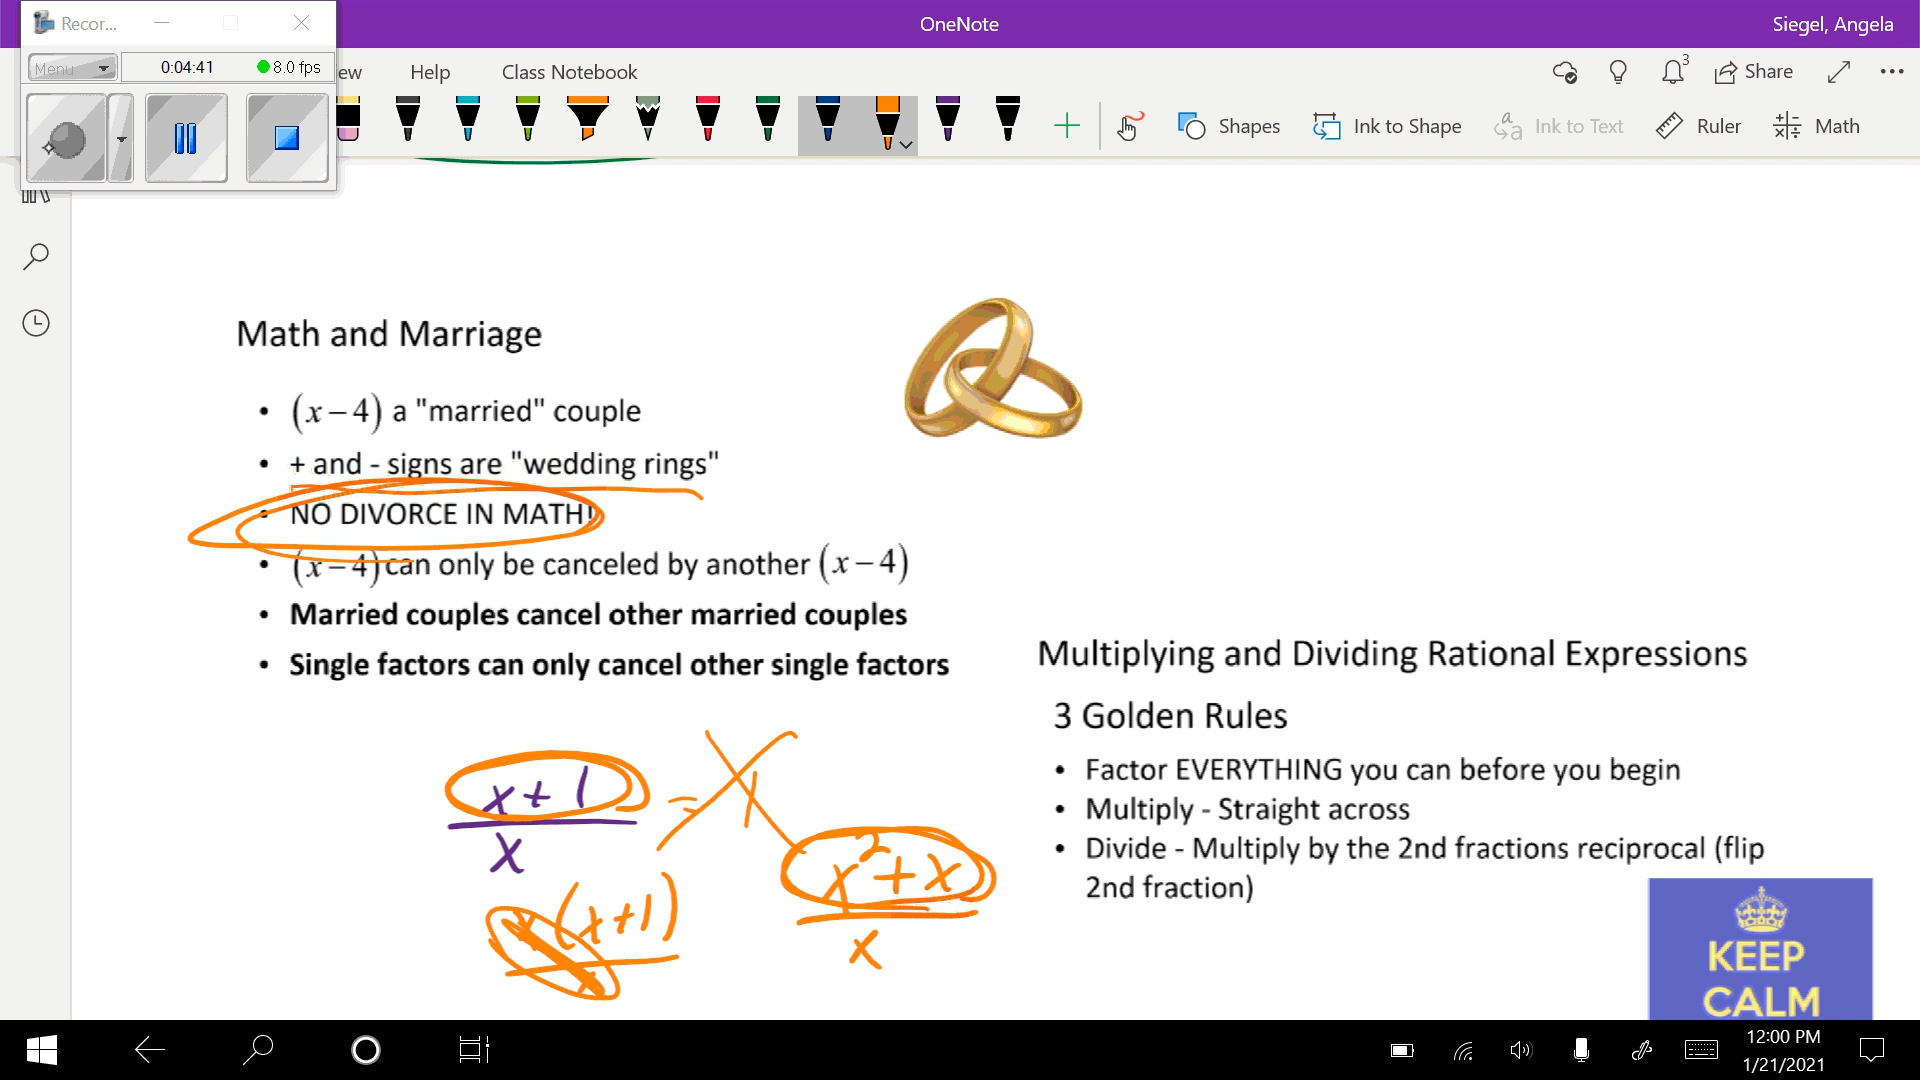 Recor...
OneNote
Siegel, Angela
Menu
0:04:41
8.0 fps
ew
Help
Class Notebook
3
Share
Shapes
Ink to Shape
Ink to Text
Ruler
Math
Math and Marriage
• (x – 4) a "married" couple
• + and - signs are "wedding rings"
• NO DIVORCE IN MATH!
• (x – 4) can only be canceled by another (x – 4)
• Married couples cancel other married couples
• Single factors can only cancel other single factors
x + 1
x
=
x² + x
x
x (x+1)
x
Multiplying and Dividing Rational Expressions
3 Golden Rules
• Factor EVERYTHING you can before you begin
• Multiply - Straight across
• Divide - Multiply by the 2nd fractions reciprocal (flip
2nd fraction)
KEEP
CALM
12:00 PM
1/21/2021